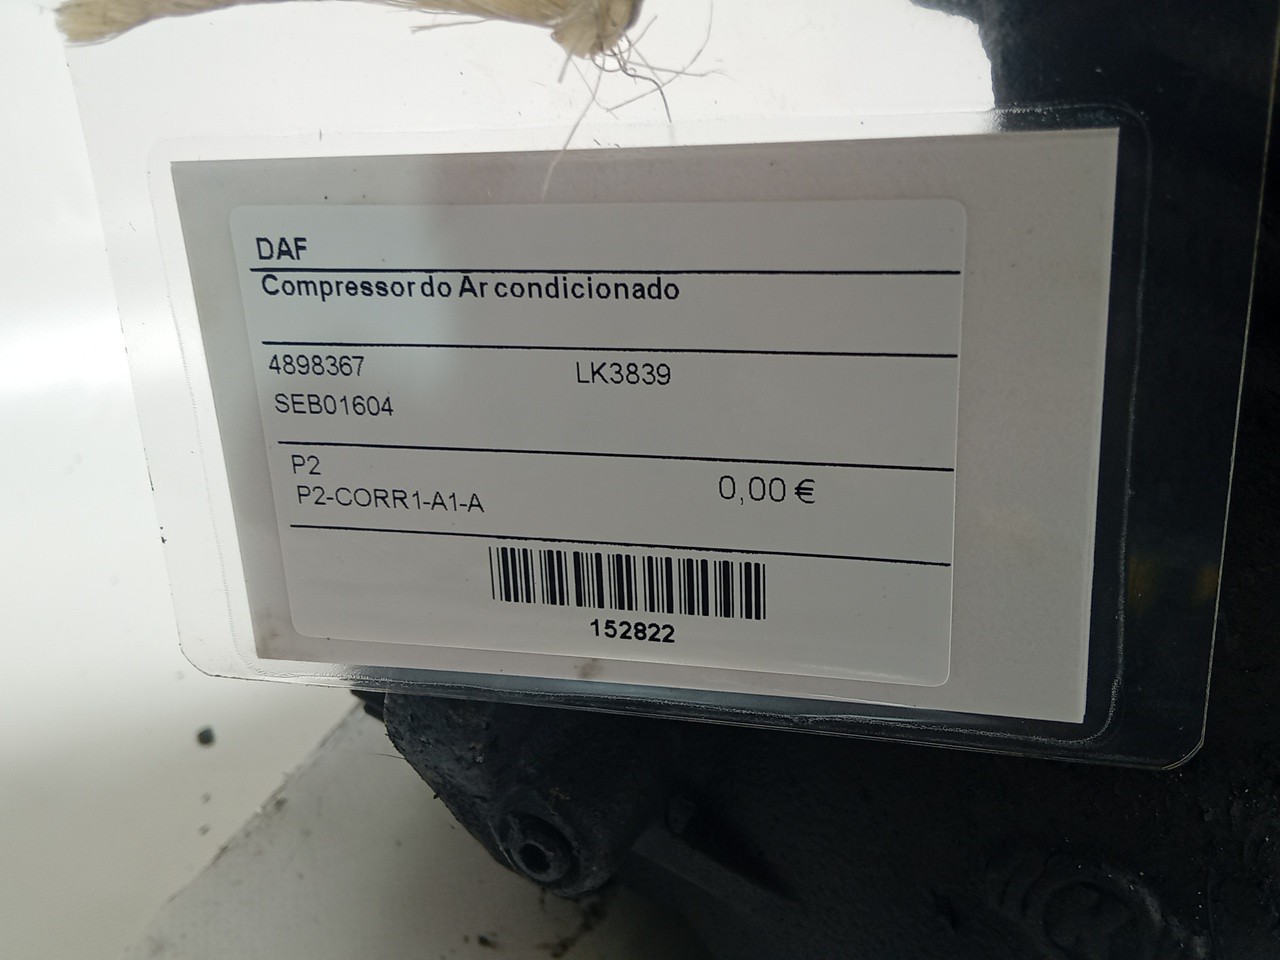 DAF
Compressor do Ar condicionado
4898367 LK3839
SEB01604
P2
P2-CORR1-A1-A 0,00 €
152822